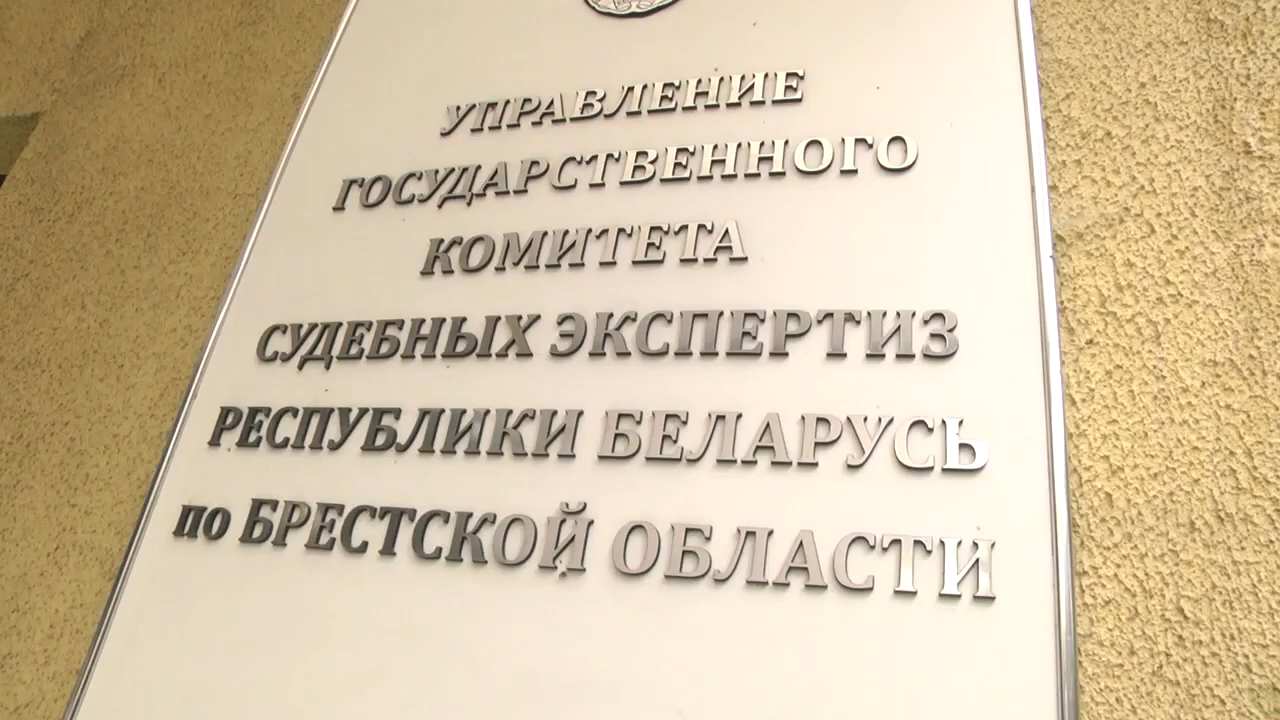 УПРАВЛЕНИЕ
ГОСУДАРСТВЕННОГО
КОМИТЕТА
СУДЕБНЫХ ЭКСПЕРТИЗ
РЕСПУБЛИКИ БЕЛАРУСЬ
по БРЕСТСКОЙ ОБЛАСТИ